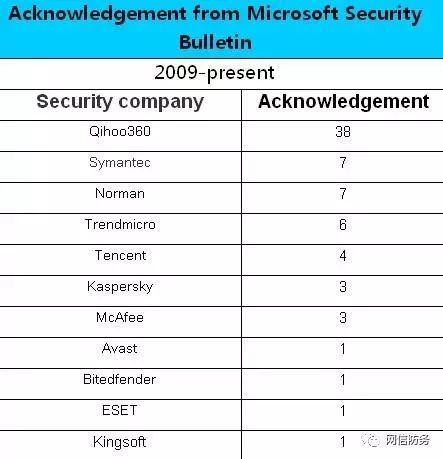 Acknowledgement from Microsoft Security
Bulletin
2009-present
Security company Acknowledgement
Qihoo360 38
Symantec 7
Norman 7
Trendmicro 6
Tencent 4
Kaspersky 3
McAfee 3
Avast 1
Bitedfender 1
ESET 1
Kingsoft 1
网信防务